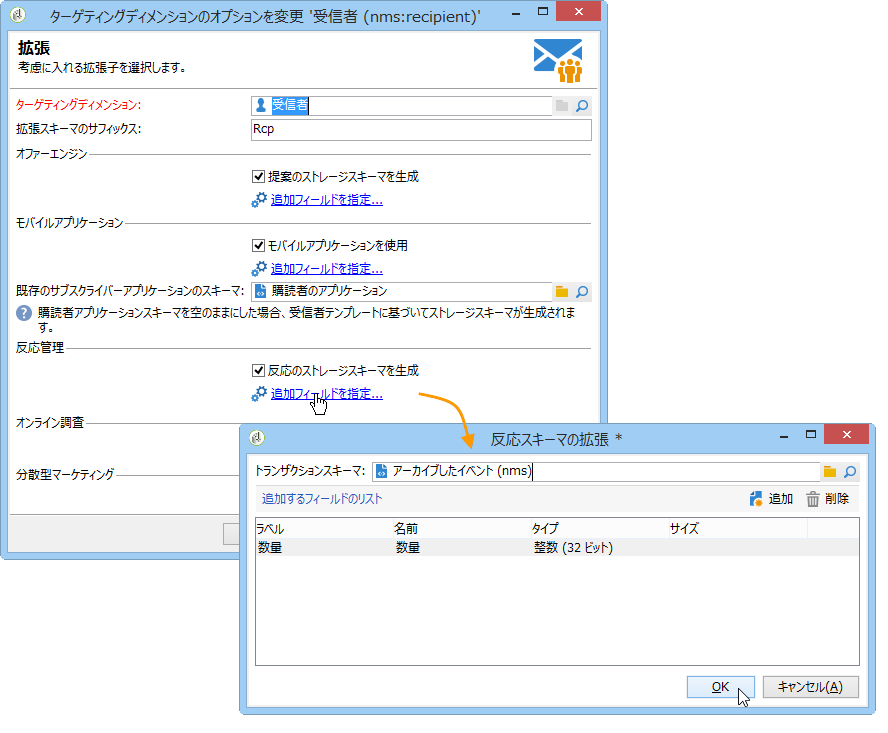 ターゲティングディメンションのオプションを変更 '受信者 (nms:recipient)'
拡張
考慮に入れる拡張子を選択します。
ターゲティングディメンション: 受信者
拡張スキーマのサフィックス: Rcp
オファーエンジン
提案のストレージスキーマを生成
追加フィールドを指定...
モバイルアプリケーション
モバイルアプリケーションを使用
追加フィールドを指定...
既存のサブスクライバーアプリケーションのスキーマ: 購読者のアプリケーション
購読者アプリケーションスキーマを空のままにした場合、受信者テンプレートに基づいてストレージスキーマが生成されま
す。
反応管理
反応のストレージスキーマを生成
追加フィールドを指定...
オンライン調査
分散型マーケティング
反応スキーマの拡張 *
トランザクションスキーマ: アーカイブしたイベント (nms)
追加するフィールドのリスト 追加 削除
ラベル 名前 タイプ サイズ
数量 数量 整数 (32 ビット)
OK キャンセル(A)